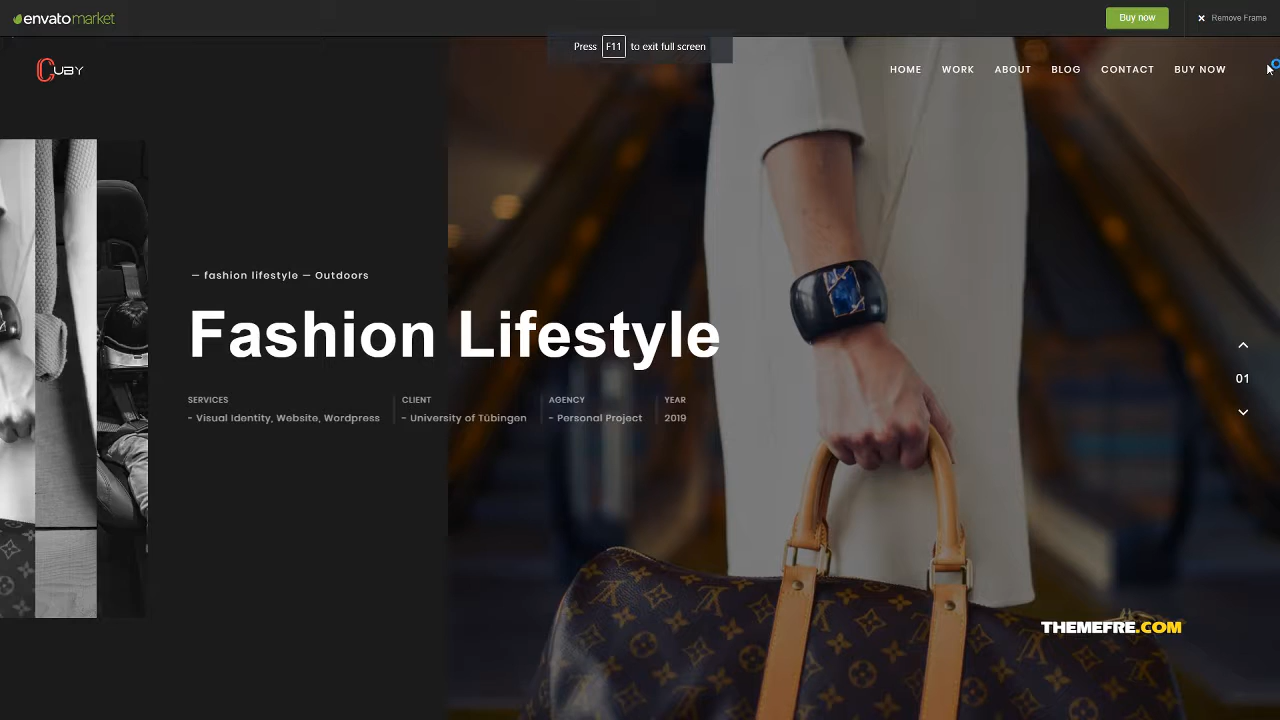 envatomarket
Buy now
× Remove Frame
Press F11 to exit full screen
CUBY
HOME WORK ABOUT BLOG CONTACT BUY NOW
— fashion lifestyle — Outdoors
Fashion Lifestyle
SERVICES
- Visual Identity, Website, Wordpress
CLIENT
- University of Tübingen
AGENCY
- Personal Project
YEAR
2019
01
THEMEFRE.COM